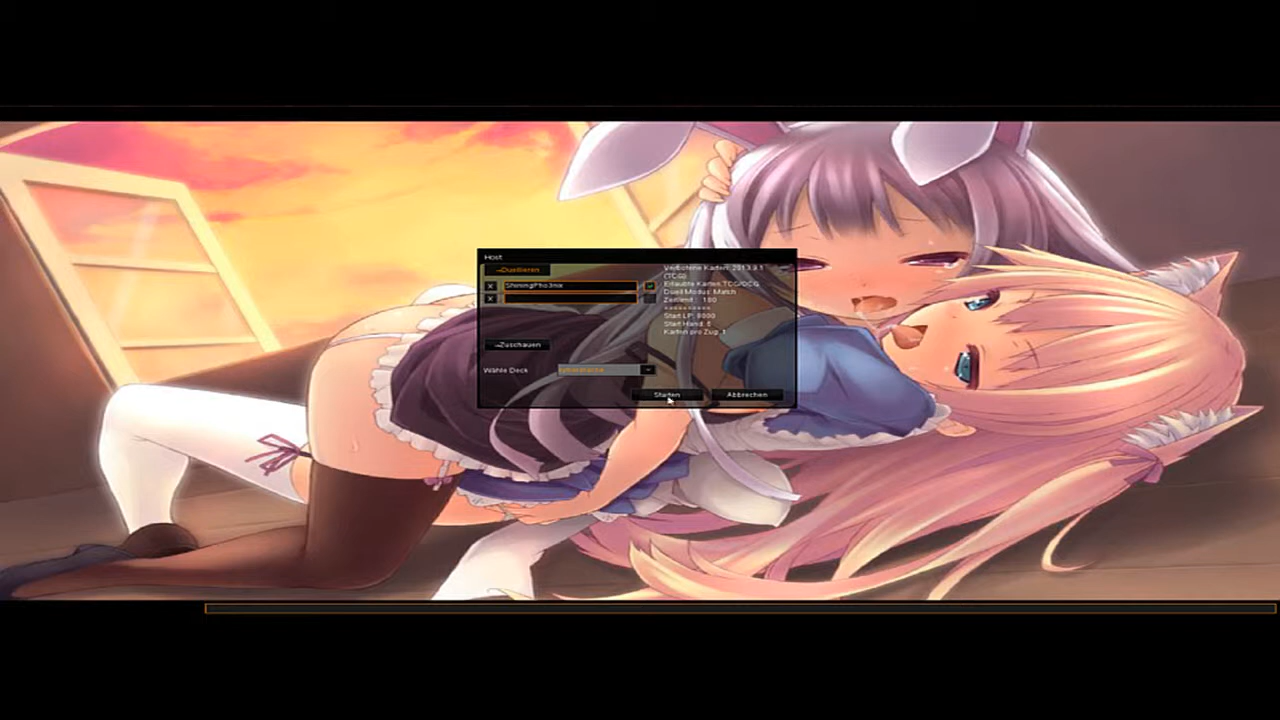 Host
→Duellieren
X ShiningPho3nix
X
→Zuschauen
Wähle Deck
Starten
Abbrechen
Verbotene Karten: 2013.9.1
(TCG)
Erlaubte Karten: TCG/OCG
Duell Modus: Match
Zeitlimit : 180
==========
Start LP: 8000
Start Hand: 5
Karten pro Zug: 1